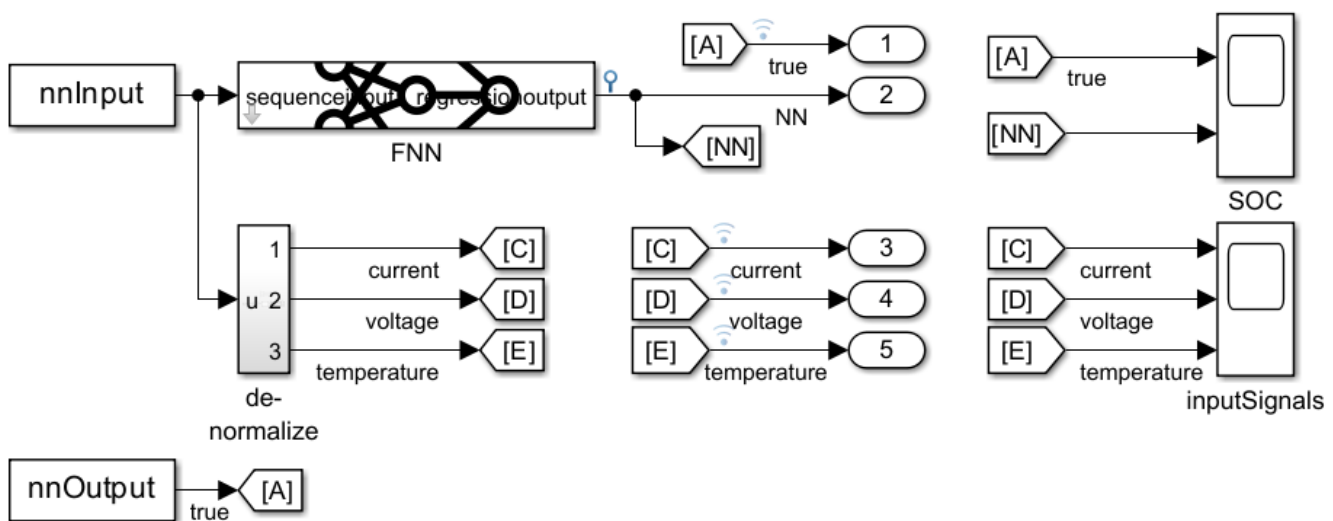 [A]
true
1
[A]
true
nnInput
sequenceinput
regressionoutput
FNN
NN
2
[NN]
[NN]
SOC
1
current
[C]
[C]
current
3
[C]
current
u
2
voltage
[D]
[D]
voltage
4
[D]
voltage
3
temperature
[E]
[E]
temperature
5
[E]
temperature
de-
normalize
inputSignals
nnOutput
true
[A]